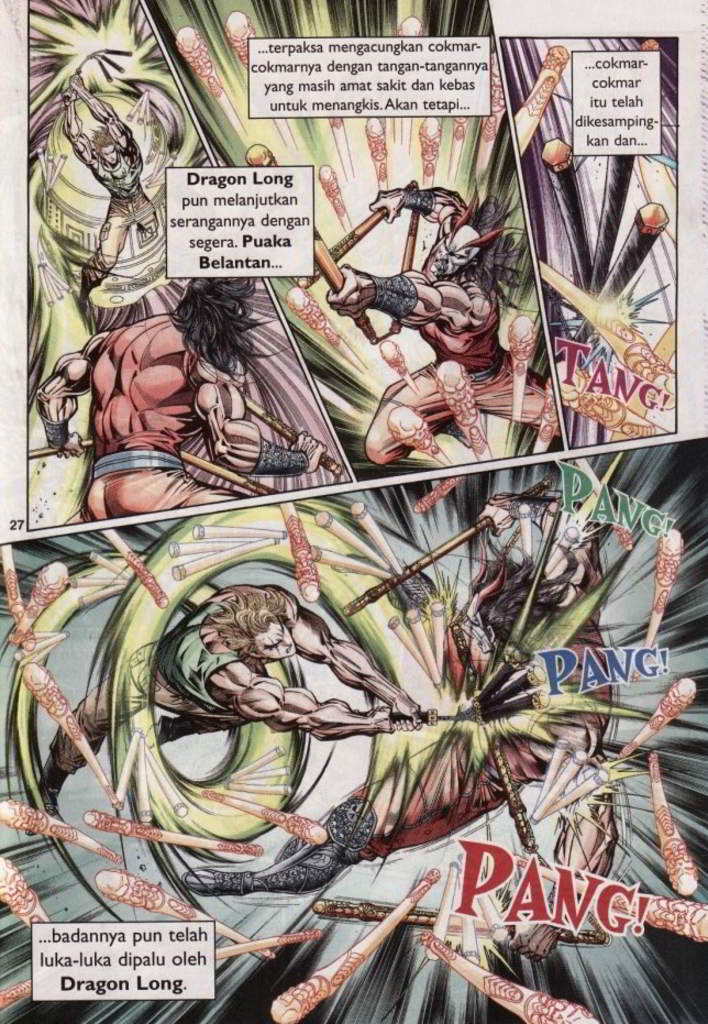 Dragon Long
pun melanjutkan
serangannya dengan
segera. Puaka
Belantan...
...terpaksa mengacungkan cokmar-
cokmarnya dengan tangan-tangannya
yang masih amat sakit dan kebas
untuk menangkis. Akan tetapi...
...cokmar-
cokmar
itu telah
dikesamping-
kan dan...
TANG!
27
PANG!
PANG!
PANG!
...badannya pun telah
luka-luka dipalu oleh
Dragon Long.